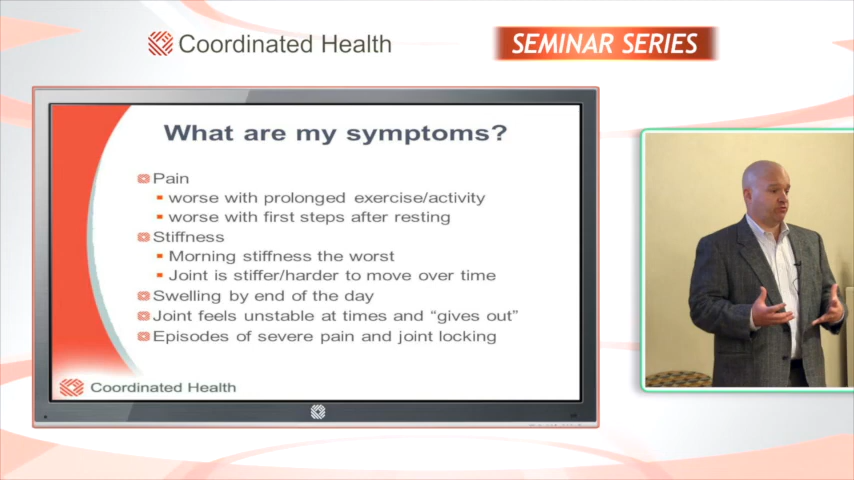 Coordinated Health
SEMINAR SERIES
What are my symptoms?
Pain
worse with prolonged exercise/activity
worse with first steps after resting
Stiffness
Morning stiffness the worst
Joint is stiffer/harder to move over time
Swelling by end of the day
Joint feels unstable at times and “gives out”
Episodes of severe pain and joint locking
Coordinated Health